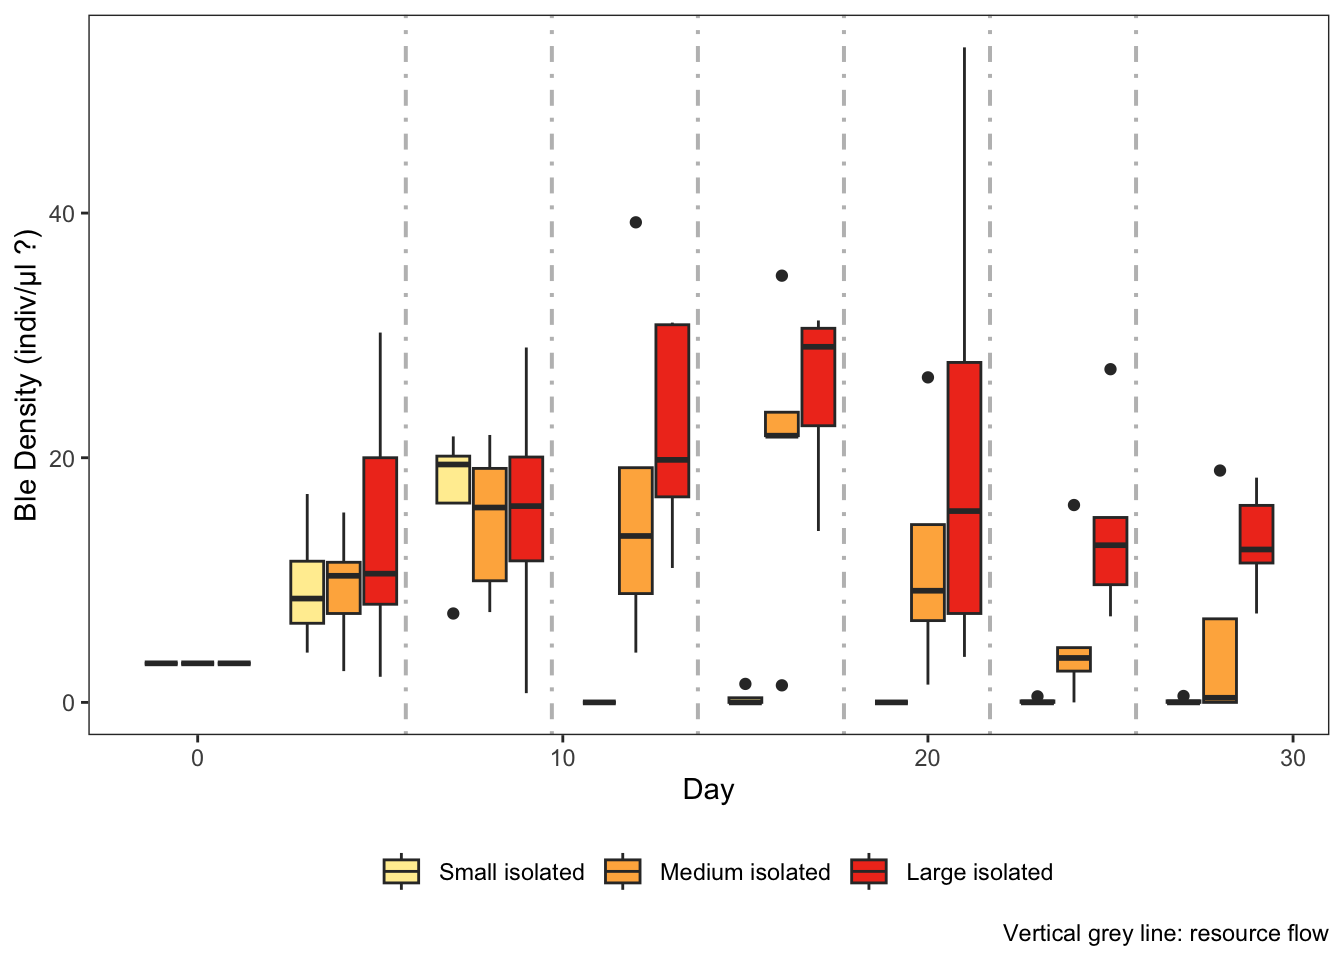 Ble Density (indiv/µl ?)
40
20
0
0 10 20 30
Day
Small isolated Medium isolated Large isolated
Vertical grey line: resource flow